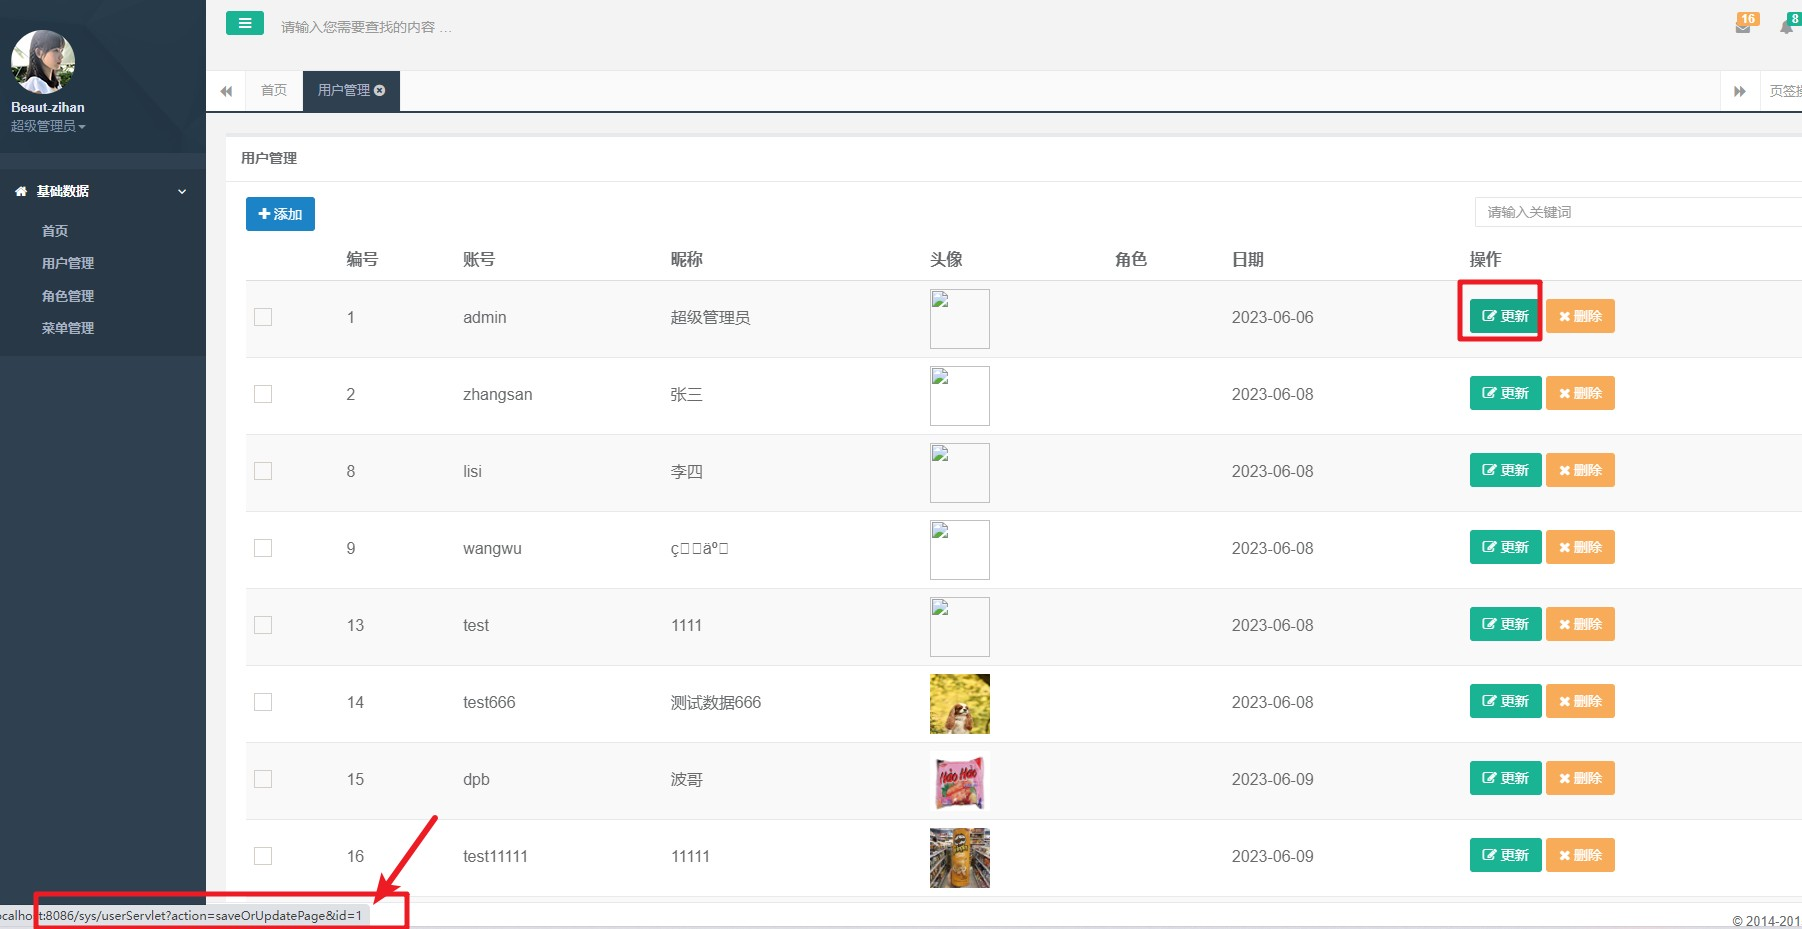 请输入您需要查找的内容 …
16
8
Beaut-zihan
超级管理员
首页
用户管理
页签操
基础数据
首页
用户管理
角色管理
菜单管理
用户管理
添加
请输入关键词
编号 账号 昵称 头像 角色 日期 操作
1 admin 超级管理员 2023-06-06 更新 删除
2 zhangsan 张三 2023-06-08 更新 删除
8 lisi 李四 2023-06-08 更新 删除
9 wangwu 2023-06-08 更新 删除
13 test 1111 2023-06-08 更新 删除
14 test666 测试数据666 2023-06-08 更新 删除
15 dpb 波哥 2023-06-09 更新 删除
16 test11111 11111 2023-06-09 更新 删除
ocalhost:8086/sys/userServlet?action=saveOrUpdatePage&id=1
© 2014-201